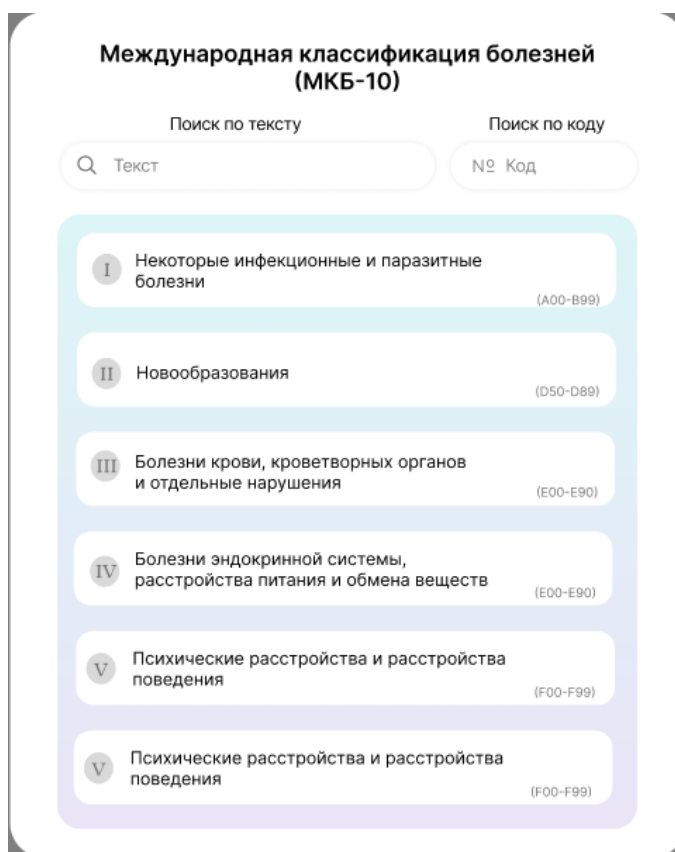 Международная классификация болезней
(МКБ-10)
Поиск по тексту
Поиск по коду
Текст
№ Код
I
Некоторые инфекционные и паразитные
болезни
(A00-B99)
II
Новообразования
(D50-D89)
III
Болезни крови, кроветворных органов
и отдельные нарушения
(E00-E90)
IV
Болезни эндокринной системы,
расстройства питания и обмена веществ
(E00-E90)
V
Психические расстройства и расстройства
поведения
(F00-F99)
V
Психические расстройства и расстройства
поведения
(F00-F99)